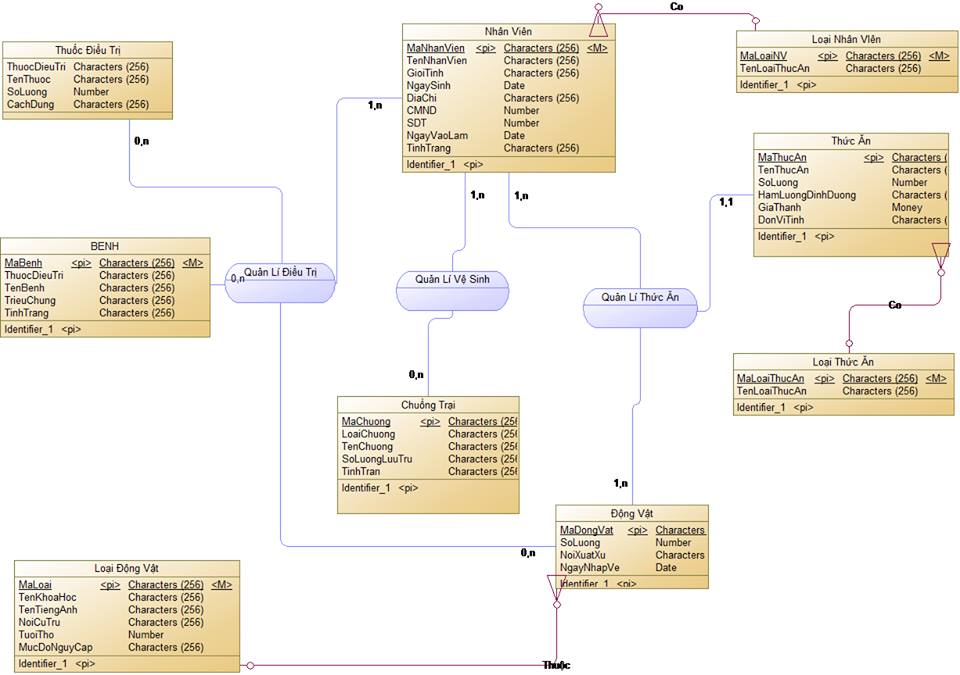 Co
Nhân Viên
MaNhanVien <pi> Characters (256) <M>
TenNhanVien Characters (256)
GioiTinh Characters (256)
NgaySinh Date
DiaChi Characters (256)
CMND Number
SDT Number
NgayVaoLam Date
TinhTrang Characters (256)
Identifier_1 <pi>
Loại Nhân VIên
MaLoaiNV <pi> Characters (256) <M>
TenLoaiThucAn Characters (256)
Identifier_1 <pi>
Thuốc Điều Trị
ThuocDieuTri Characters (256)
TenThuoc Characters (256)
SoLuong Number
CachDung Characters (256)
0,n
1,n
1,n
1,n
1,1
Thức Ăn
MaThucAn <pi> Characters (
TenThucAn Characters (
SoLuong Number
HamLuongDinhDuong Characters (
GiaThanh Money
DonViTinh Characters (
Identifier_1 <pi>
BENH
MaBenh <pi> Characters (256) <M>
ThuocDieuTri Characters (256)
TenBenh Characters (256)
TrieuChung Characters (256)
TinhTrang Characters (256)
Identifier_1 <pi>
0,n
Quản Lí Điều Trị
Quản Lí Vệ Sinh
Quản Lí Thức Ăn
Co
Loại Thức Ăn
MaLoaiThucAn <pi> Characters (256) <M>
TenLoaiThucAn Characters (256)
Identifier_1 <pi>
0,n
Chuồng Trại
MaChuong <pi> Characters (256
LoaiChuong Characters (256
TenChuong Characters (256
SoLuongLuuTru Characters (256
TinhTran Characters (256
Identifier_1 <pi>
1,n
Động Vật
MaDongVat <pi> Characters
SoLuong Number
NoiXuatXu Characters
NgayNhapVe Date
Identifier_1 <pi>
0,n
Loại Động Vật
MaLoai <pi> Characters (256) <M>
TenKhoaHoc Characters (256)
TenTiengAnh Characters (256)
NoiCuTru Characters (256)
TuoiTho Number
MucDoNguyCap Characters (256)
Identifier_1 <pi>
Thuộc